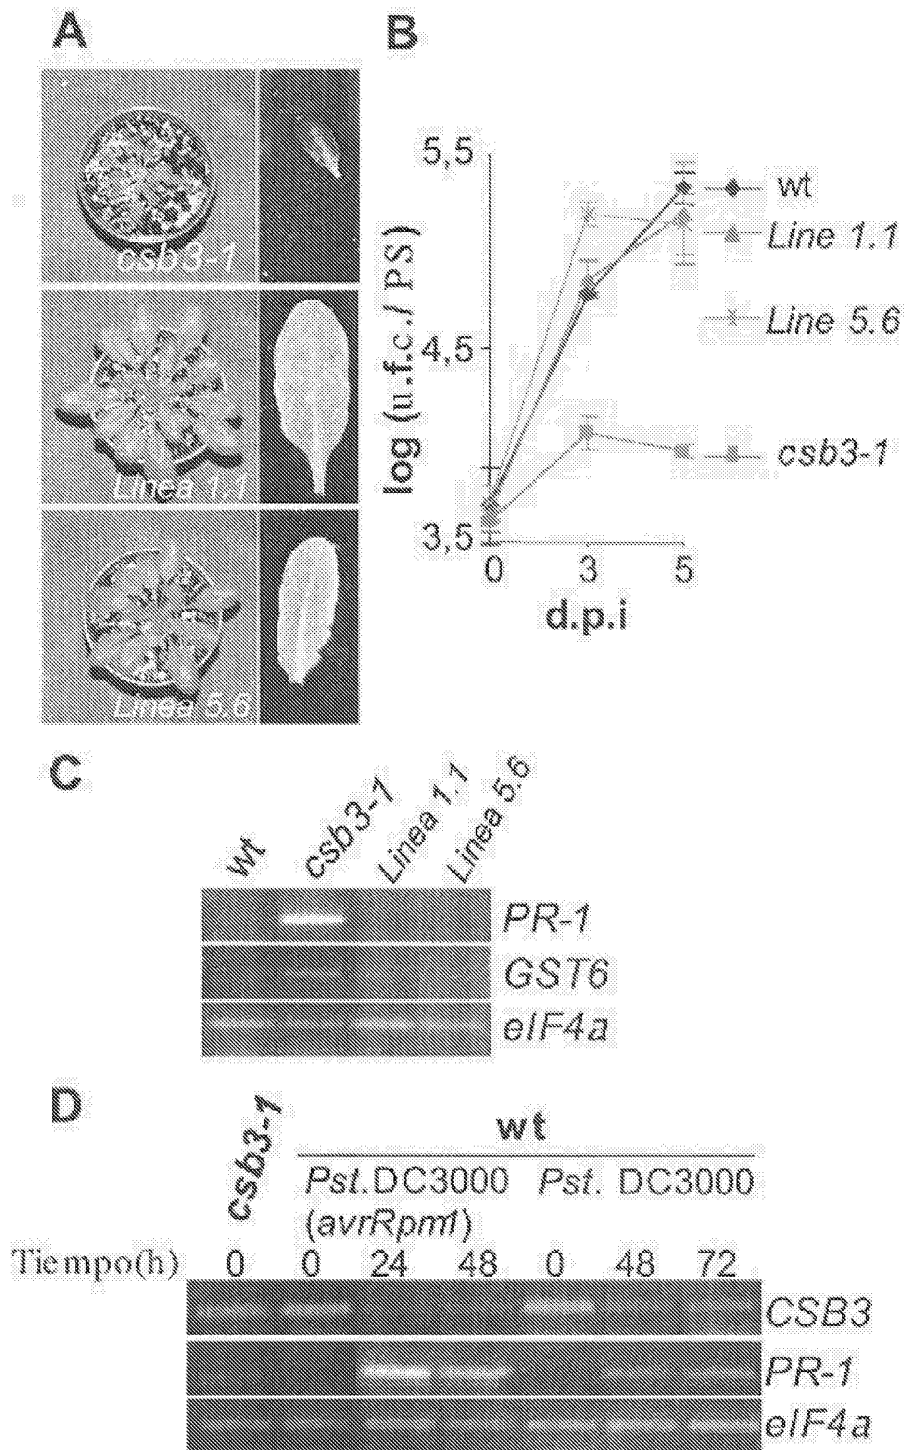 A
csb3-1
Linea 1.1
Linea 5.6
B
5,5
4,5
3,5
log (u.f.c./ PS)
0 3 5
d.p.i
wt
Line 1.1
Line 5.6
csb3-1
C
wt csb3-1 Linea 1.1 Linea 5.6
PR-1
GST6
eIF4a
D
csb3-1
wt
Pst.DC3000 Pst. DC3000
(avrRpm1)
Tiempo(h) 0 0 24 48 0 48 72
CSB3
PR-1
eIF4a